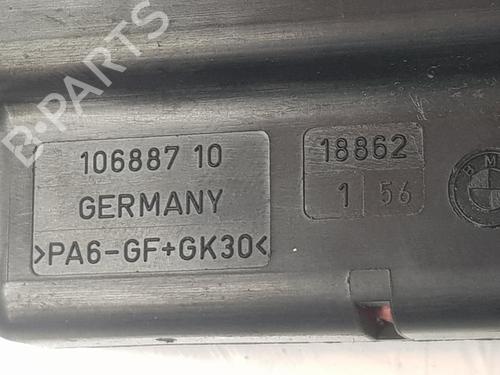 B-PARTS
106887 10
GERMANY
>PA6-GF+GK30<
18862
1 56
BMW